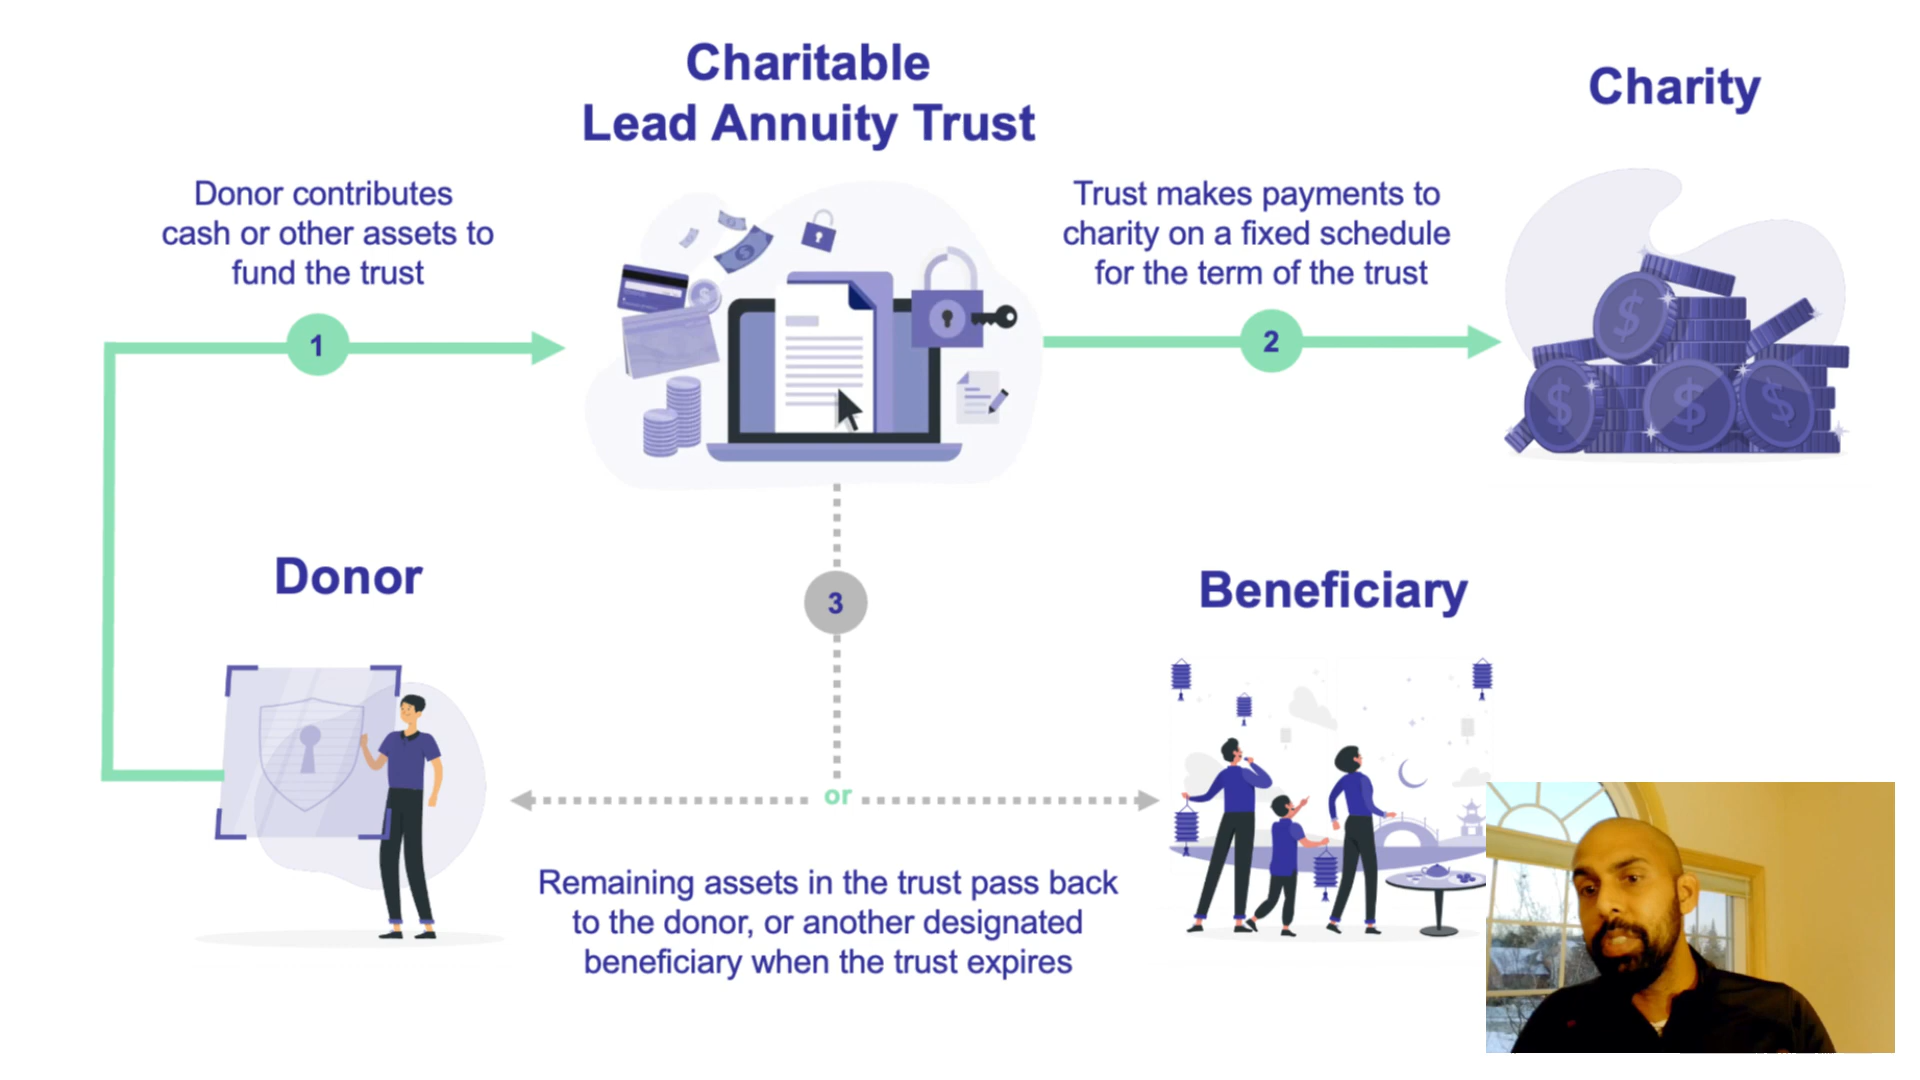 Charitable
Lead Annuity Trust
Charity
Donor contributes
cash or other assets to
fund the trust
1
Trust makes payments to
charity on a fixed schedule
for the term of the trust
2
$
$
$
$
3
Donor
Beneficiary
or
Remaining assets in the trust pass back
to the donor, or another designated
beneficiary when the trust expires